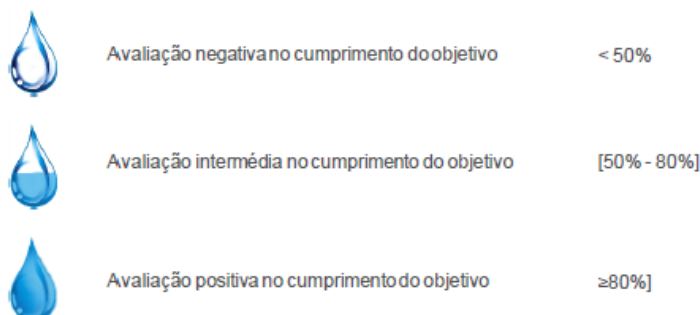 Avaliação negativa no cumprimento do objetivo < 50%
Avaliação intermédia no cumprimento do objetivo [50% - 80%]
Avaliação positiva no cumprimento do objetivo ≥80%]